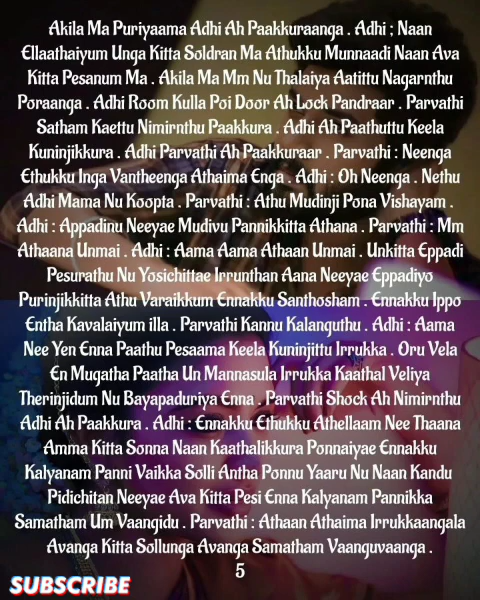 Akila Ma Puriyaama Adhi Ah Paakkuraanga . Adhi ; Naan
Ellaathaiyum Unga Kitta Soldran Ma Athukku Munnaadi Naan Ava
Kitta Pesanum Ma . Akila Ma Mm Nu Thalaiya Aatittu Nagarnthu
Poraanga . Adhi Room Kulla Poi Door Ah Lock Pandraar . Parvathi
Satham Kaettu Nimirnthu Paakkura . Adhi Ah Paathuttu Keela
Kuninjikkura . Adhi Parvathi Ah Paakkuraar . Parvathi : Neenga
Ethukku Inga Vantheenga Athaima Enga . Adhi : Oh Neenga . Nethu
Adhi Mama Nu Koopta . Parvathi : Athu Mudinji Pona Vishayam .
Adhi : Appadinu Neeyae Mudivu Pannikkitta Athana . Parvathi : Mm
Athaana Unmai . Adhi : Aama Aama Athaan Unmai . Unkitta Eppadi
Pesurathu Nu Yosichittae Irrunthan Aana Neeyae Eppadiyo
Purinjikkitta Athu Varaikkum Ennakku Santhosham . Ennakku Ippo
Entha Kavalaiyum illa . Parvathi Kannu Kalanguthu . Adhi : Aama
Nee Yen Enna Paathu Pesaama Keela Kuninjittu Irrukka . Oru Vela
En Mugatha Paatha Un Mannasula Irrukka Kaathal Veliya
Therinjidum Nu Bayapaduriya Enna . Parvathi Shock Ah Nimirnthu
Adhi Ah Paakkura . Adhi : Ennakku Ethukku Athellaam Nee Thaana
Amma Kitta Sonna Naan Kaathalikkura Ponnaiyae Ennakku
Kalyanam Panni Vaikka Solli Antha Ponnu Yaaru Nu Naan Kandu
Pidichitan Neeyae Ava Kitta Pesi Enna Kalyanam Pannikka
Samatham Um Vaangidu . Parvathi : Athaan Athaima Irrukkaangala
Avanga Kitta Sollunga Avanga Samatham Vaanguvaanga .
5
SUBSCRIBE